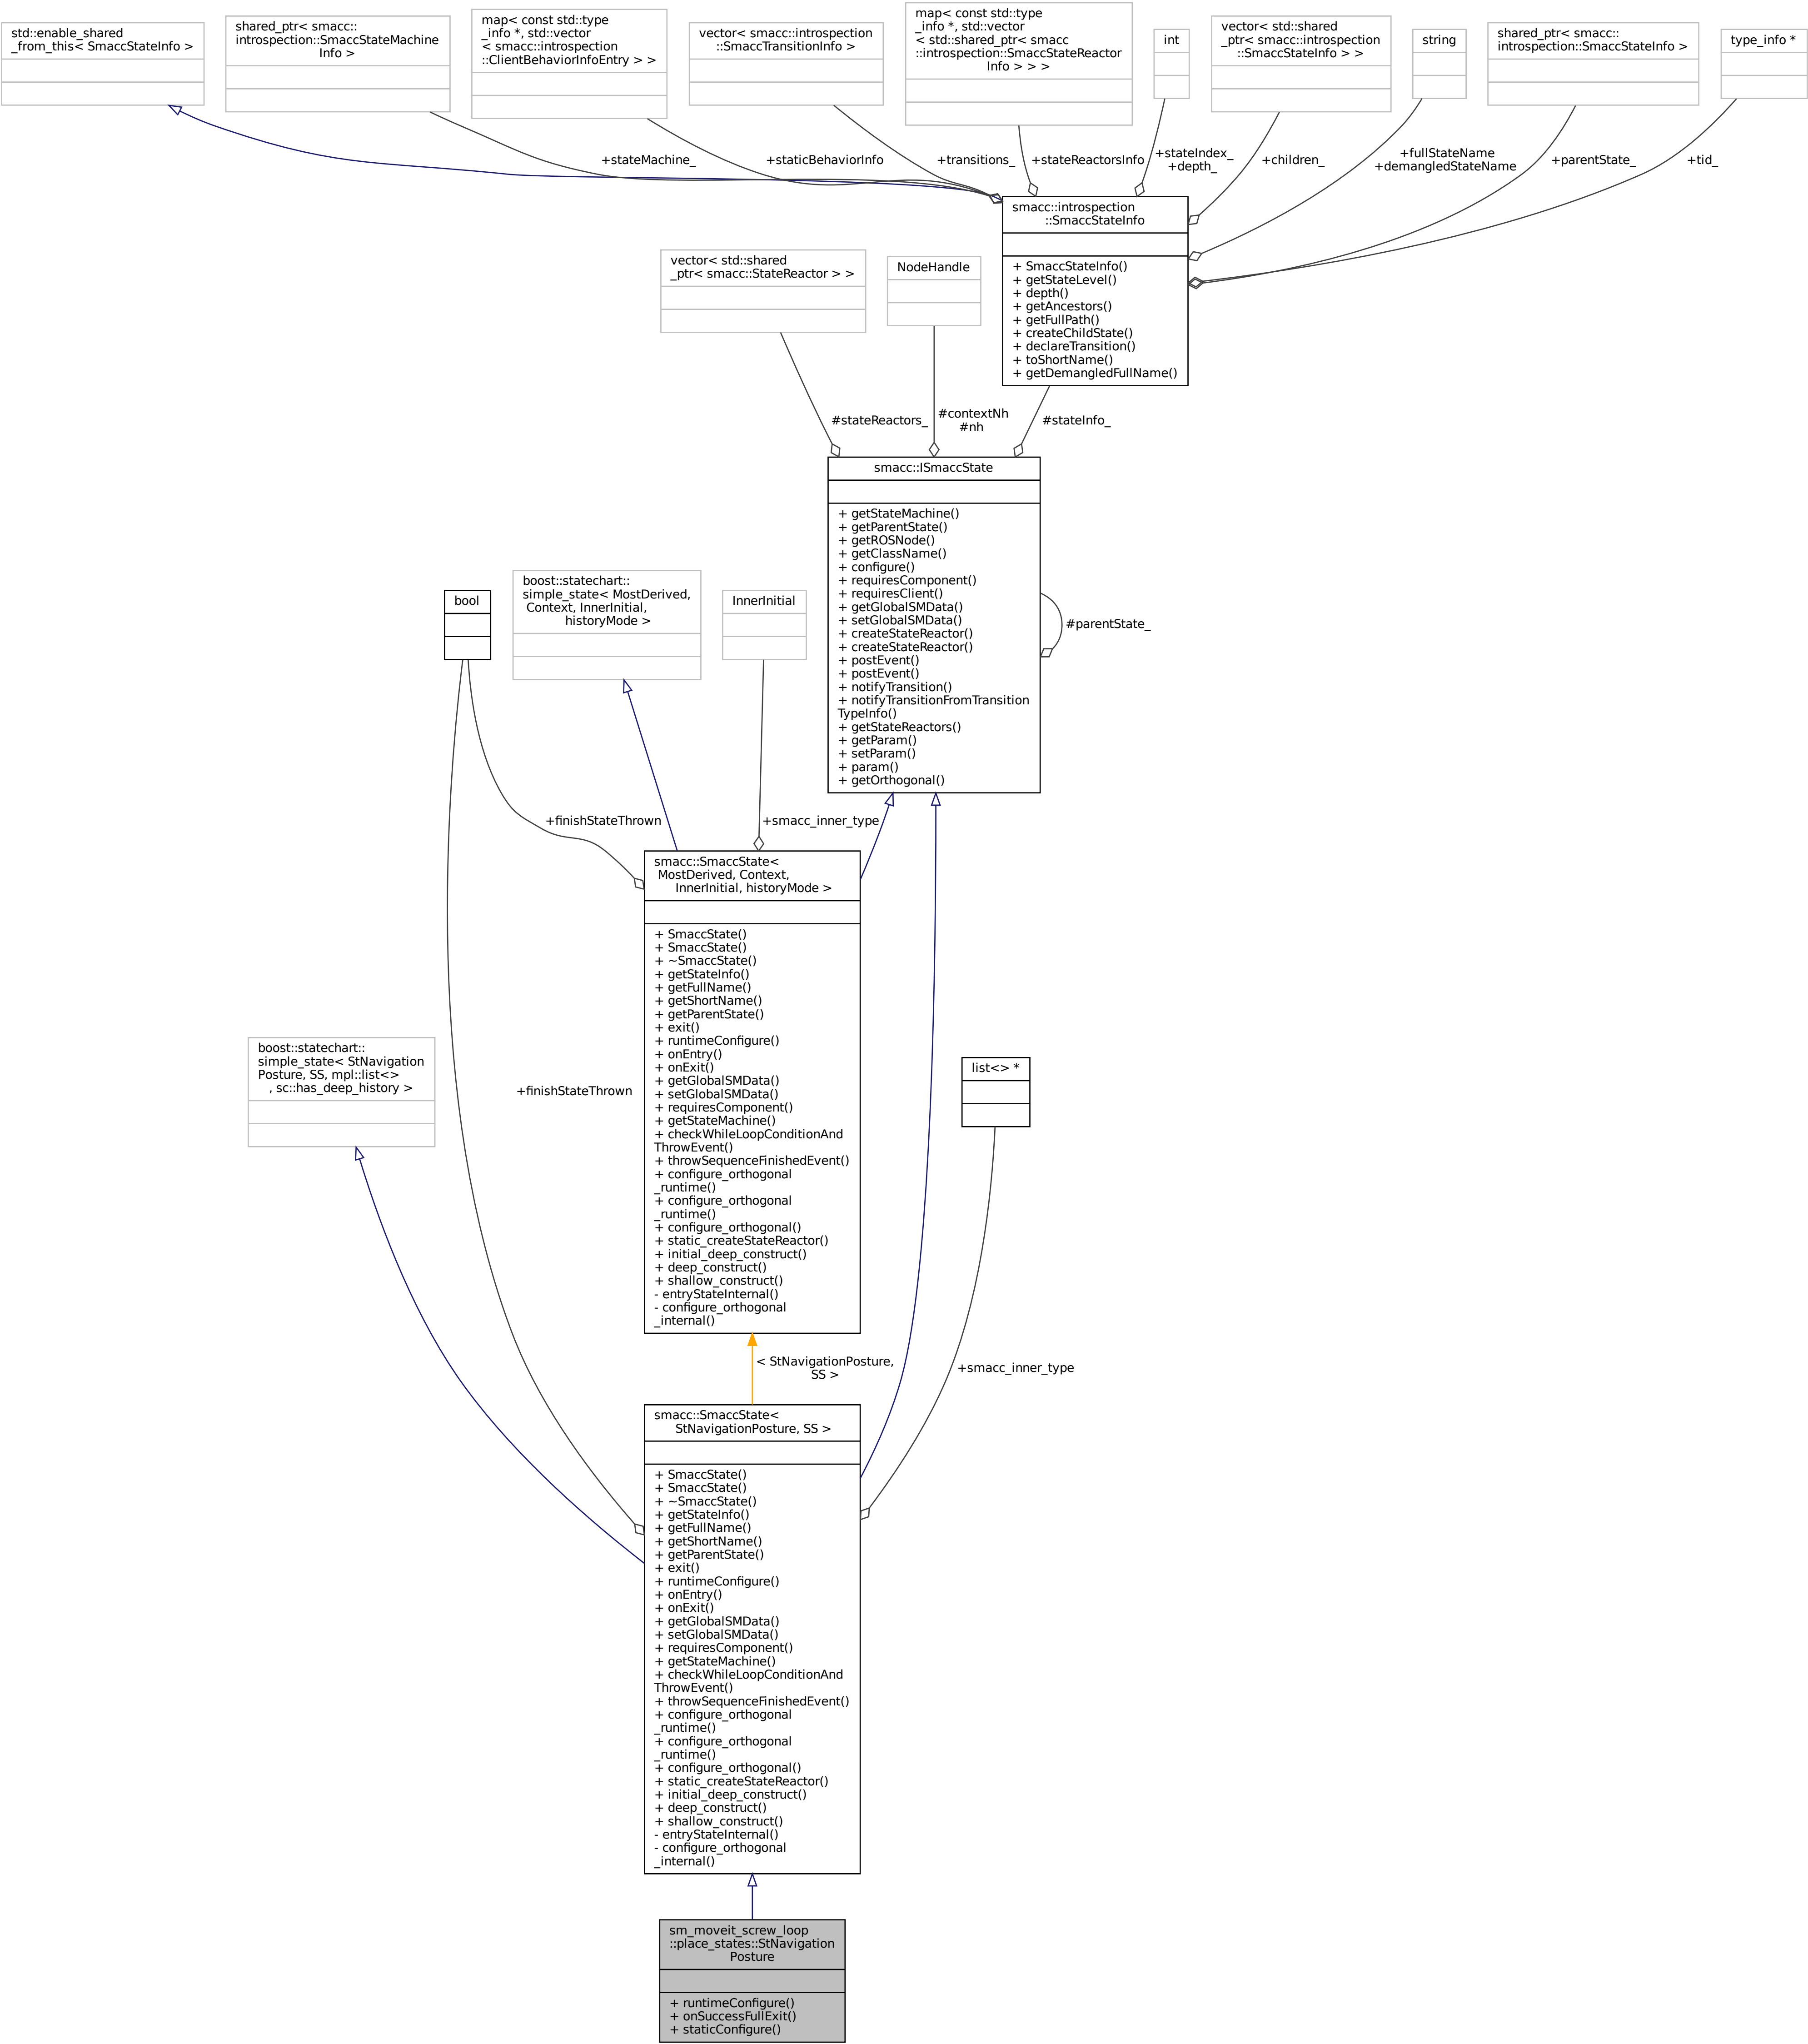 std::enable_shared
_from_this< SmaccStateInfo >
shared_ptr< smacc::
introspection::SmaccStateMachine
Info >
map< const std::type
_info *, std::vector
< smacc::introspection
::ClientBehaviorInfoEntry > >
vector< smacc::introspection
::SmaccTransitionInfo >
map< const std::type
_info *, std::vector
< std::shared_ptr< smacc
::introspection::SmaccStateReactor
Info > > >
int
vector< std::shared
_ptr< smacc::introspection
::SmaccStateInfo > >
string
shared_ptr< smacc::
introspection::SmaccStateInfo >
type_info *
+stateMachine_
+staticBehaviorInfo
+transitions_
+stateReactorsInfo
+stateIndex_
+depth_
+children_
+fullStateName
+demangledStateName
+parentState_
+tid_
smacc::introspection
::SmaccStateInfo
+ SmaccStateInfo()
+ getStateLevel()
+ depth()
+ getAncestors()
+ getFullPath()
+ createChildState()
+ declareTransition()
+ toShortName()
+ getDemangledFullName()
vector< std::shared
_ptr< smacc::StateReactor > >
NodeHandle
#stateReactors_
#contextNh
#nh
#stateInfo_
smacc::ISmaccState
+ getStateMachine()
+ getParentState()
+ getROSNode()
+ getClassName()
+ configure()
+ requiresComponent()
+ requiresClient()
+ getGlobalSMData()
+ setGlobalSMData()
+ createStateReactor()
+ createStateReactor()
+ postEvent()
+ postEvent()
+ notifyTransition()
+ notifyTransitionFromTransition
TypeInfo()
+ getStateReactors()
+ getParam()
+ setParam()
+ param()
+ getOrthogonal()
#parentState_
bool
boost::statechart::
simple_state< MostDerived,
Context, InnerInitial,
historyMode >
InnerInitial
+finishStateThrown
+smacc_inner_type
smacc::SmaccState<
MostDerived, Context,
InnerInitial, historyMode >
+ SmaccState()
+ SmaccState()
+ ~SmaccState()
+ getStateInfo()
+ getFullName()
+ getShortName()
+ getParentState()
+ exit()
+ runtimeConfigure()
+ onEntry()
+ onExit()
+ getGlobalSMData()
+ setGlobalSMData()
+ requiresComponent()
+ getStateMachine()
+ checkWhileLoopConditionAnd
ThrowEvent()
+ throwSequenceFinishedEvent()
+ configure_orthogonal
_runtime()
+ configure_orthogonal
_runtime()
+ configure_orthogonal()
+ static_createStateReactor()
+ initial_deep_construct()
+ deep_construct()
+ shallow_construct()
- entryStateInternal()
- configure_orthogonal
_internal()
boost::statechart::
simple_state< StNavigation
Posture, SS, mpl::list<>
, sc::has_deep_history >
+finishStateThrown
list<> *
< StNavigationPosture,
SS >
+smacc_inner_type
smacc::SmaccState<
StNavigationPosture, SS >
+ SmaccState()
+ SmaccState()
+ ~SmaccState()
+ getStateInfo()
+ getFullName()
+ getShortName()
+ getParentState()
+ exit()
+ runtimeConfigure()
+ onEntry()
+ onExit()
+ getGlobalSMData()
+ setGlobalSMData()
+ requiresComponent()
+ getStateMachine()
+ checkWhileLoopConditionAnd
ThrowEvent()
+ throwSequenceFinishedEvent()
+ configure_orthogonal
_runtime()
+ configure_orthogonal
_runtime()
+ configure_orthogonal()
+ static_createStateReactor()
+ initial_deep_construct()
+ deep_construct()
+ shallow_construct()
- entryStateInternal()
- configure_orthogonal
_internal()
sm_moveit_screw_loop
::place_states::StNavigation
Posture
+ runtimeConfigure()
+ onSuccessFullExit()
+ staticConfigure()